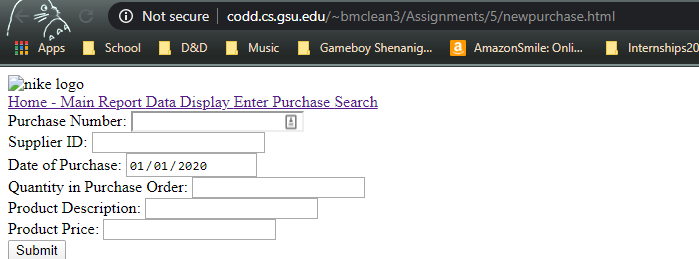 Not secure | codd.cs.gsu.edu/~bmclean3/Assignments/5/newpurchase.html
Apps School D&D Music Gameboy Shenanig... AmazonSmile: Onli... Internships20
nike logo
Home - Main Report Data Display Enter Purchase Search
Purchase Number:
Supplier ID:
Date of Purchase: 01/01/2020
Quantity in Purchase Order:
Product Description:
Product Price:
Submit